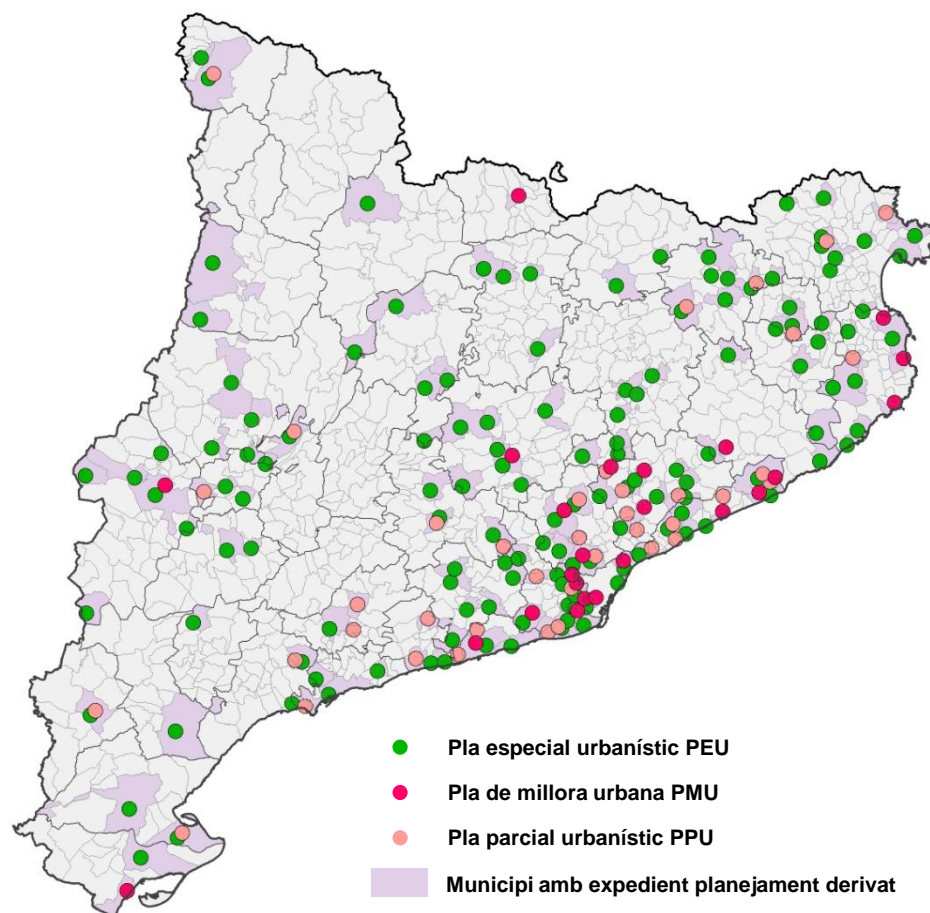 Pla especial urbanístic PEU
Pla de millora urbana PMU
Pla parcial urbanístic PPU
Municipi amb expedient planejament derivat